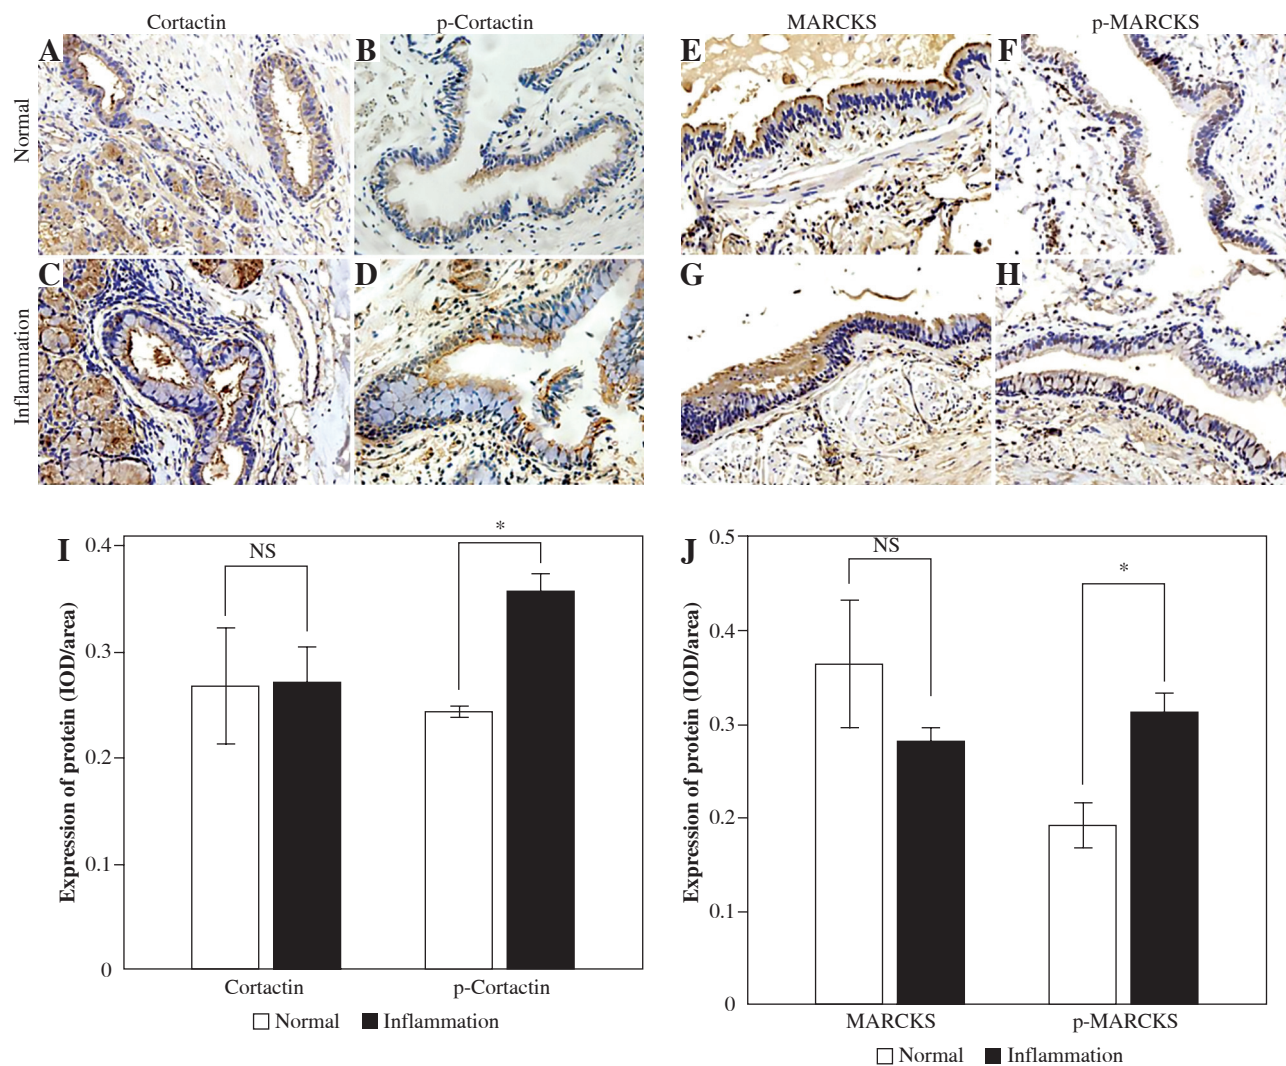 Cortactin
p-Cortactin
MARCKS
p-MARCKS
A
B
E
F
Normal
C
D
G
H
Inflammation
I
0.4
0.3
0.2
0.1
0
Expression of protein (IOD/area)
NS
*
Cortactin
p-Cortactin
Normal
Inflammation
J
0.5
0.4
0.3
0.2
0.1
0
Expression of protein (IOD/area)
NS
*
MARCKS
p-MARCKS
Normal
Inflammation